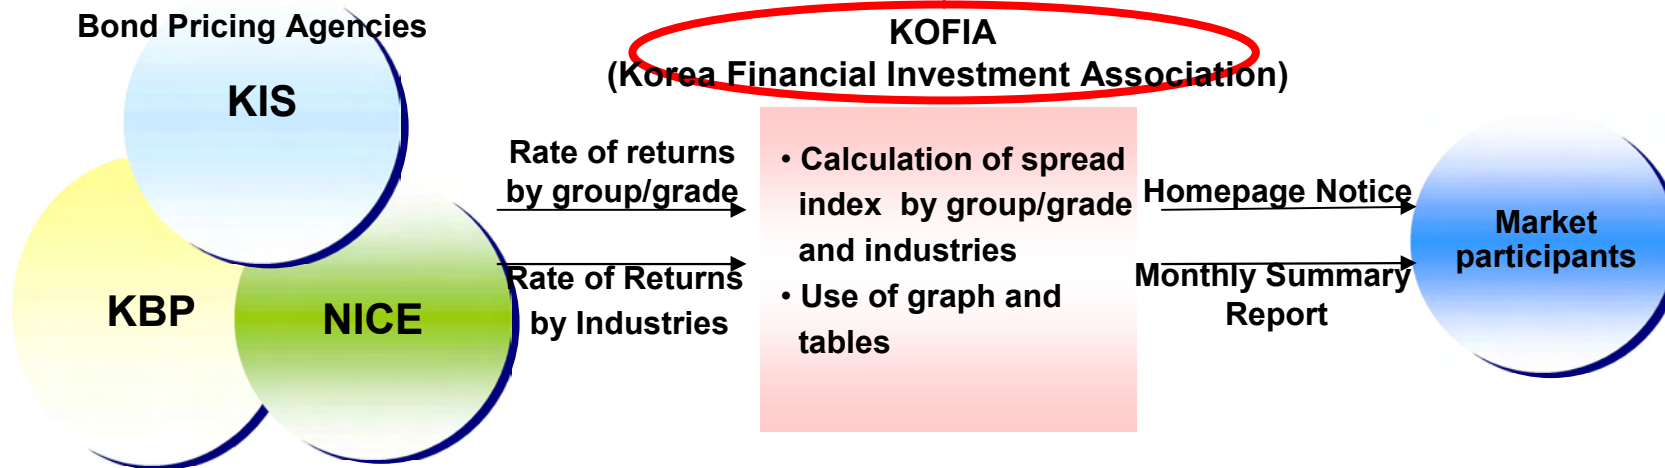 Bond Pricing Agencies
KIS
KBP
NICE
Rate of returns
by group/grade
Rate of Returns
by Industries
KOFIA
(Korea Financial Investment Association)
• Calculation of spread
index by group/grade
and industries
• Use of graph and
tables
Homepage Notice
Monthly Summary
Report
Market
participants